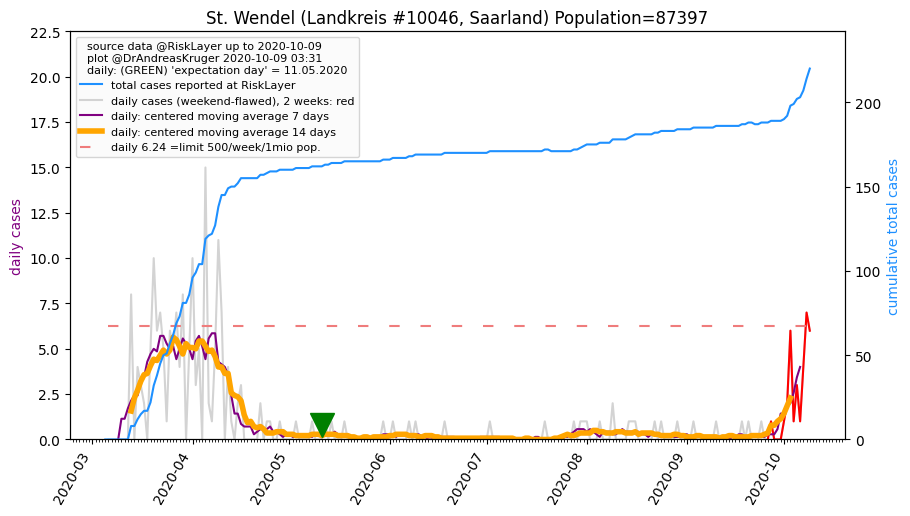 St. Wendel (Landkreis #10046, Saarland) Population=87397
source data @RiskLayer up to 2020-10-09
plot @DrAndreasKruger 2020-10-09 03:31
daily: (GREEN) 'expectation day' = 11.05.2020
total cases reported at RiskLayer
daily cases (weekend-flawed), 2 weeks: red
daily: centered moving average 7 days
daily: centered moving average 14 days
daily 6.24 =limit 500/week/1mio pop.
22.5
20.0
17.5
15.0
12.5
10.0
7.5
5.0
2.5
0.0
daily cases
200
150
100
50
0
cumulative total cases
2020-03
2020-04
2020-05
2020-06
2020-07
2020-08
2020-09
2020-10